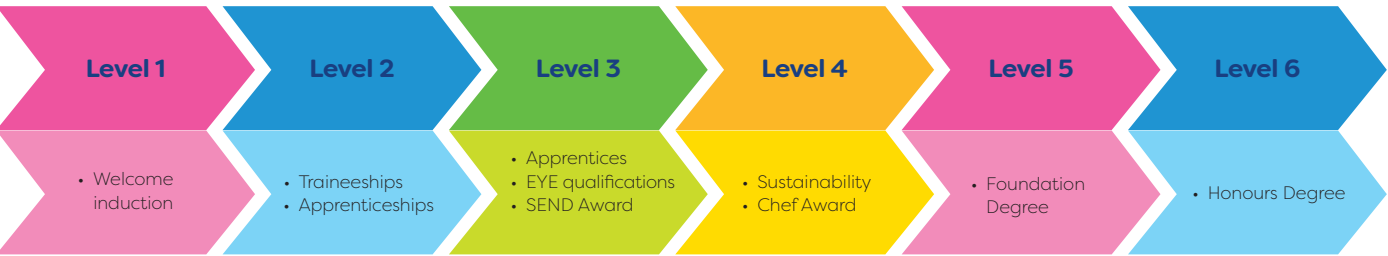 Level 1
Level 2
Level 3
Level 4
Level 5
Level 6
• Welcome
induction
• Traineeships
• Apprenticeships
• Apprentices
• EYE qualifications
• SEND Award
• Sustainability
• Chef Award
• Foundation
Degree
• Honours Degree